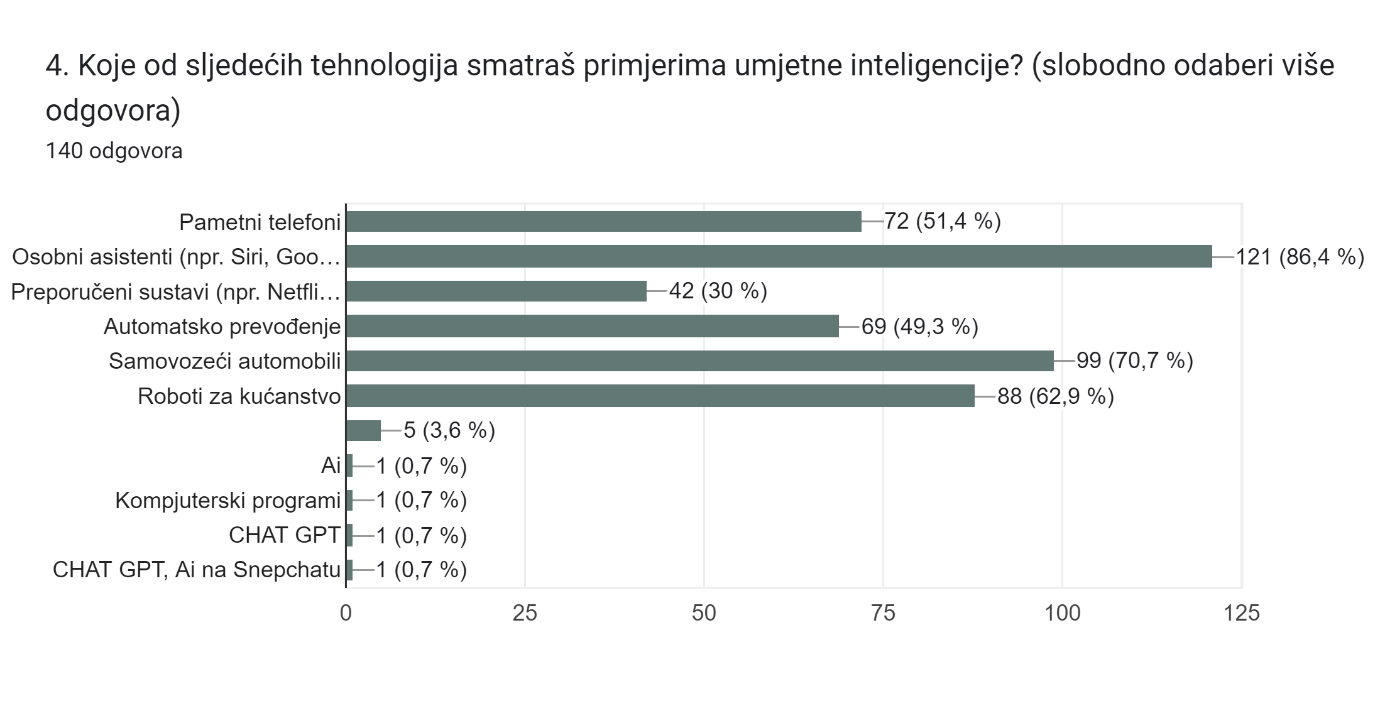 4. Koje od sljedećih tehnologija smatraš primjerima umjetne inteligencije? (slobodno odaberi više
odgovora)
140 odgovora
Pametni telefoni 72 (51,4 %)
Osobni asistenti (npr. Siri, Goo… 121 (86,4 %)
Preporučeni sustavi (npr. Netfli… 42 (30 %)
Automatsko prevođenje 69 (49,3 %)
Samovozeći automobili 99 (70,7 %)
Roboti za kućanstvo 88 (62,9 %)
5 (3,6 %)
Ai 1 (0,7 %)
Kompjuterski programi 1 (0,7 %)
CHAT GPT 1 (0,7 %)
CHAT GPT, Ai na Snepchatu 1 (0,7 %)
0 25 50 75 100 125